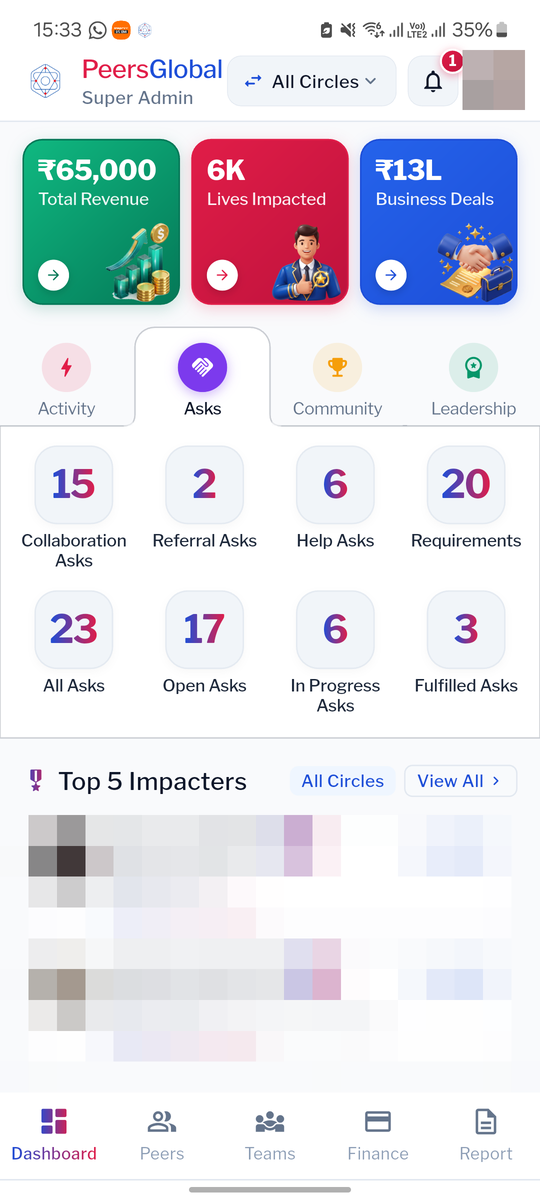 15:33 35%
Vo))
LTE2
PeersGlobal
Super Admin
All Circles
1
₹65,000
Total Revenue
6K
Lives Impacted
₹13L
Business Deals
Activity
Asks
Community
Leadership
15
Collaboration
Asks
2
Referral Asks
6
Help Asks
20
Requirements
23
All Asks
17
Open Asks
6
In Progress
Asks
3
Fulfilled Asks
Top 5 Impacters
All Circles
View All
Dashboard
Peers
Teams
Finance
Report